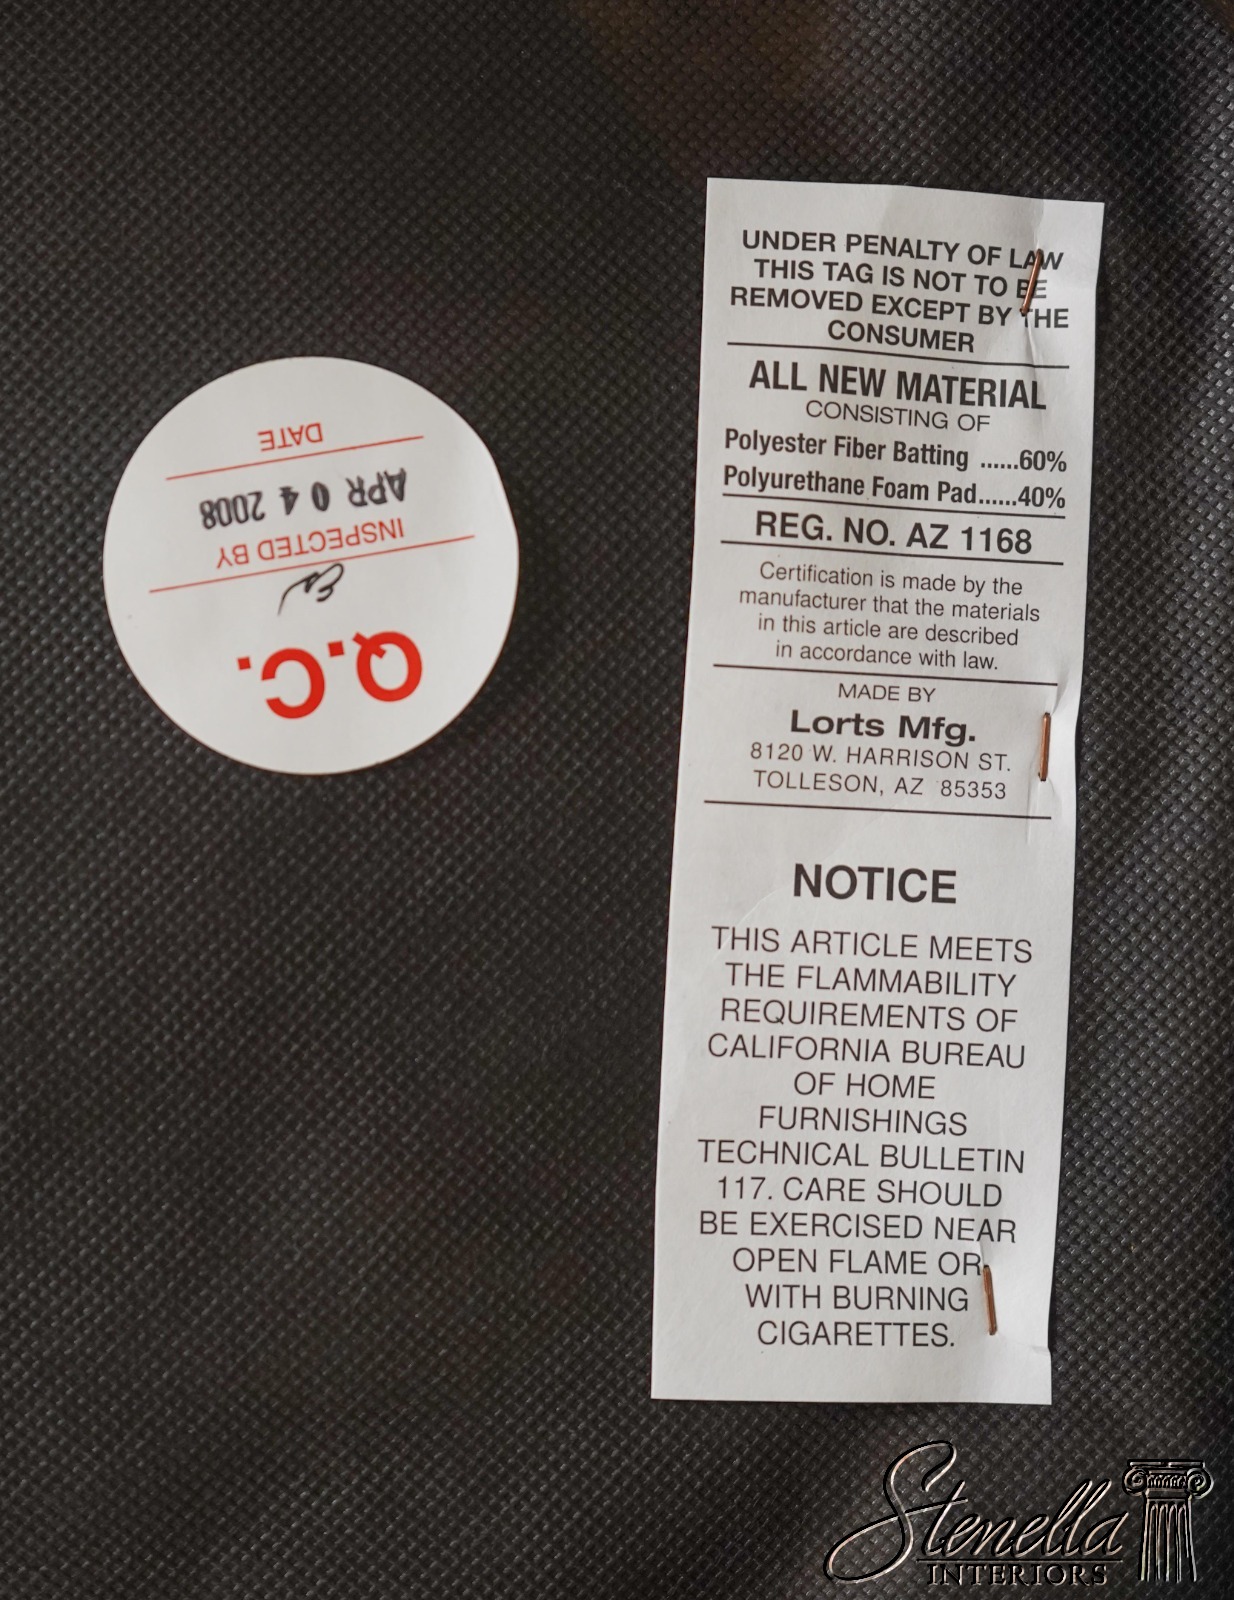 UNDER PENALTY OF LAW
THIS TAG IS NOT TO BE
REMOVED EXCEPT BY THE
CONSUMER
ALL NEW MATERIAL
CONSISTING OF
Polyester Fiber Batting ......60%
Polyurethane Foam Pad......40%
REG. NO. AZ 1168
Certification is made by the
manufacturer that the materials
in this article are described
in accordance with law.
MADE BY
Lorts Mfg.
8120 W. HARRISON ST.
TOLLESON, AZ 85353
NOTICE
THIS ARTICLE MEETS
THE FLAMMABILITY
REQUIREMENTS OF
CALIFORNIA BUREAU
OF HOME
FURNISHINGS
TECHNICAL BULLETIN
117. CARE SHOULD
BE EXERCISED NEAR
OPEN FLAME OR
WITH BURNING
CIGARETTES.
Q.C.
INSPECTED BY
APR 04 2008
DATE
Stenella
INTERIORS